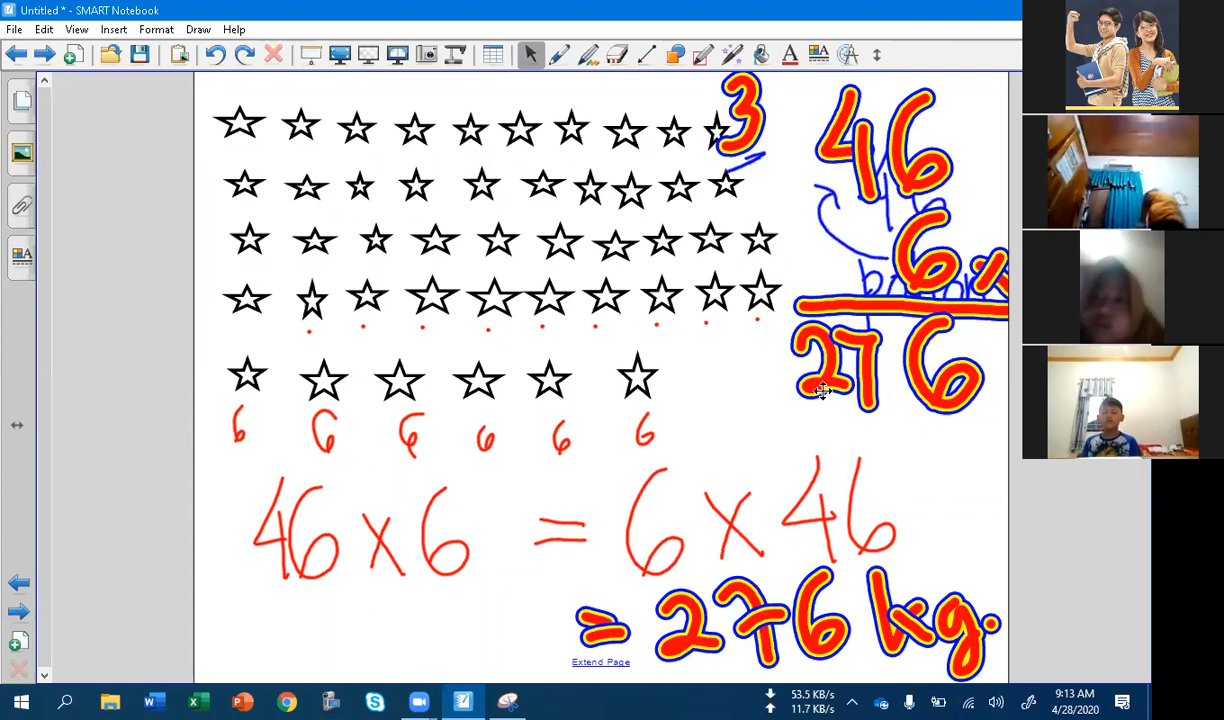 Untitled * - SMART Notebook
File Edit View Insert Format Draw Help
3
46
6 x
276
6 6 6 6 6 6
46 x 6 = 6 x 46
= 276 kg.
Extend Page
53.5 KB/s
11.7 KB/s
9:13 AM
4/28/2020